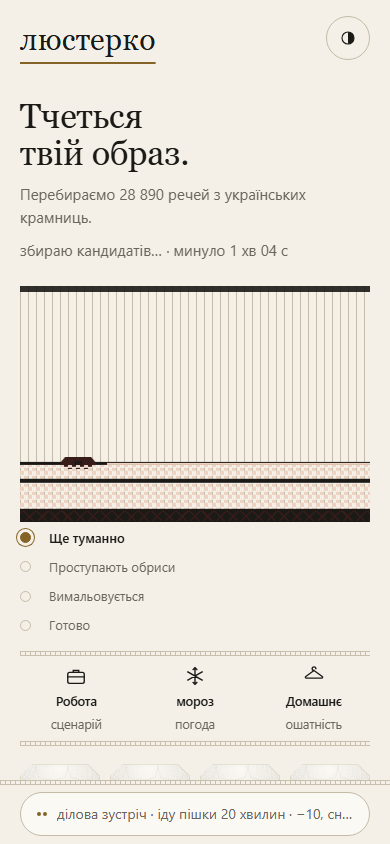 люстерко
Тчеться
твій образ.
Перебираємо 28 890 речей з українських
крамниць.
збираю кандидатів... · минуло 1 хв 04 с
Ще туманно
Проступають обриси
Вимальовується
Готово
Робота
мороз
Домашнє
сценарій
погода
ошатність
ділова зустріч · іду пішки 20 хвилин · −10, сн...